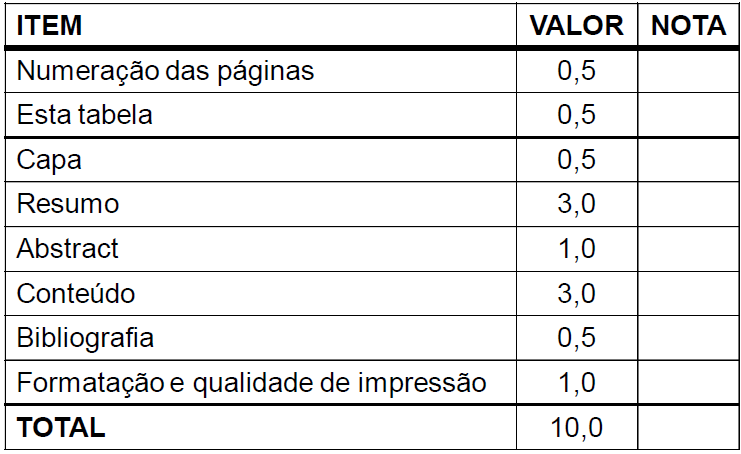 ITEM VALOR NOTA
Numeração das páginas 0,5
Esta tabela 0,5
Capa 0,5
Resumo 3,0
Abstract 1,0
Conteúdo 3,0
Bibliografia 0,5
Formatação e qualidade de impressão 1,0
TOTAL 10,0